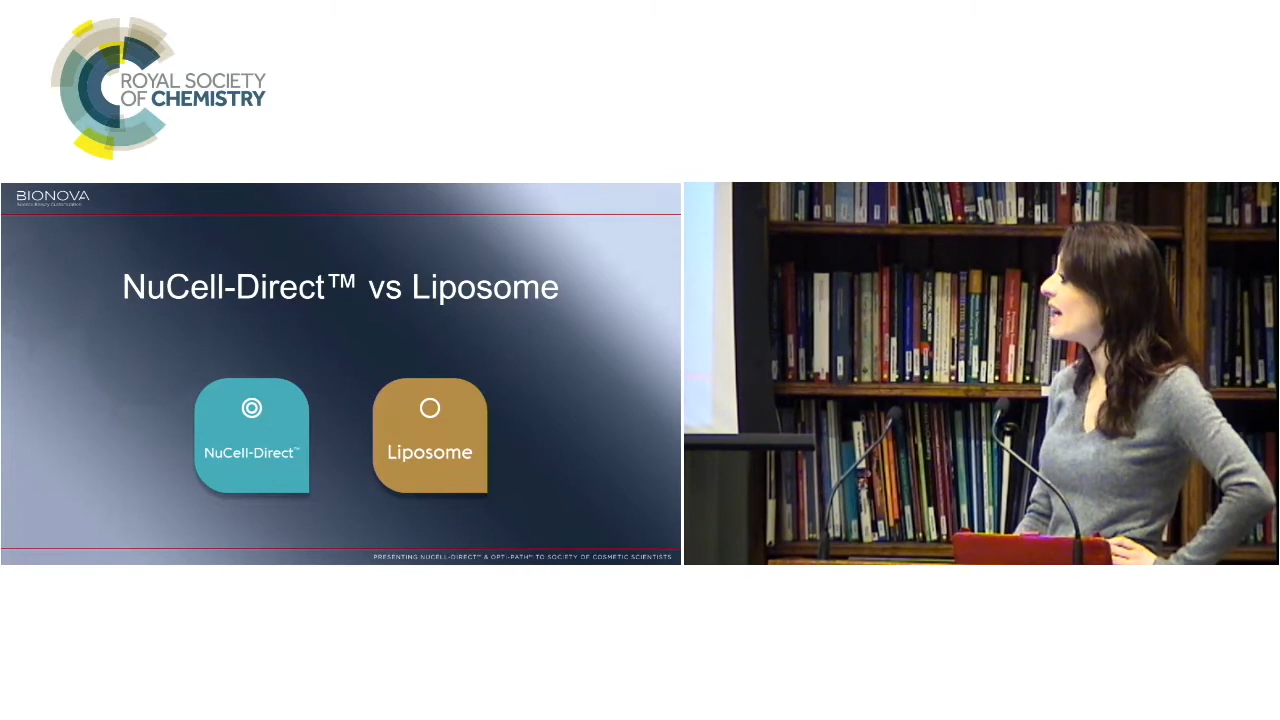 ROYAL SOCIETY
OF CHEMISTRY
BIONOVA
NuCell-Direct™ vs Liposome
NuCell-Direct™
Liposome
PRESENTING NUCELL-DIRECT™ & OPTI-PATH™ TO SOCIETY OF COSMETIC SCIENTISTS